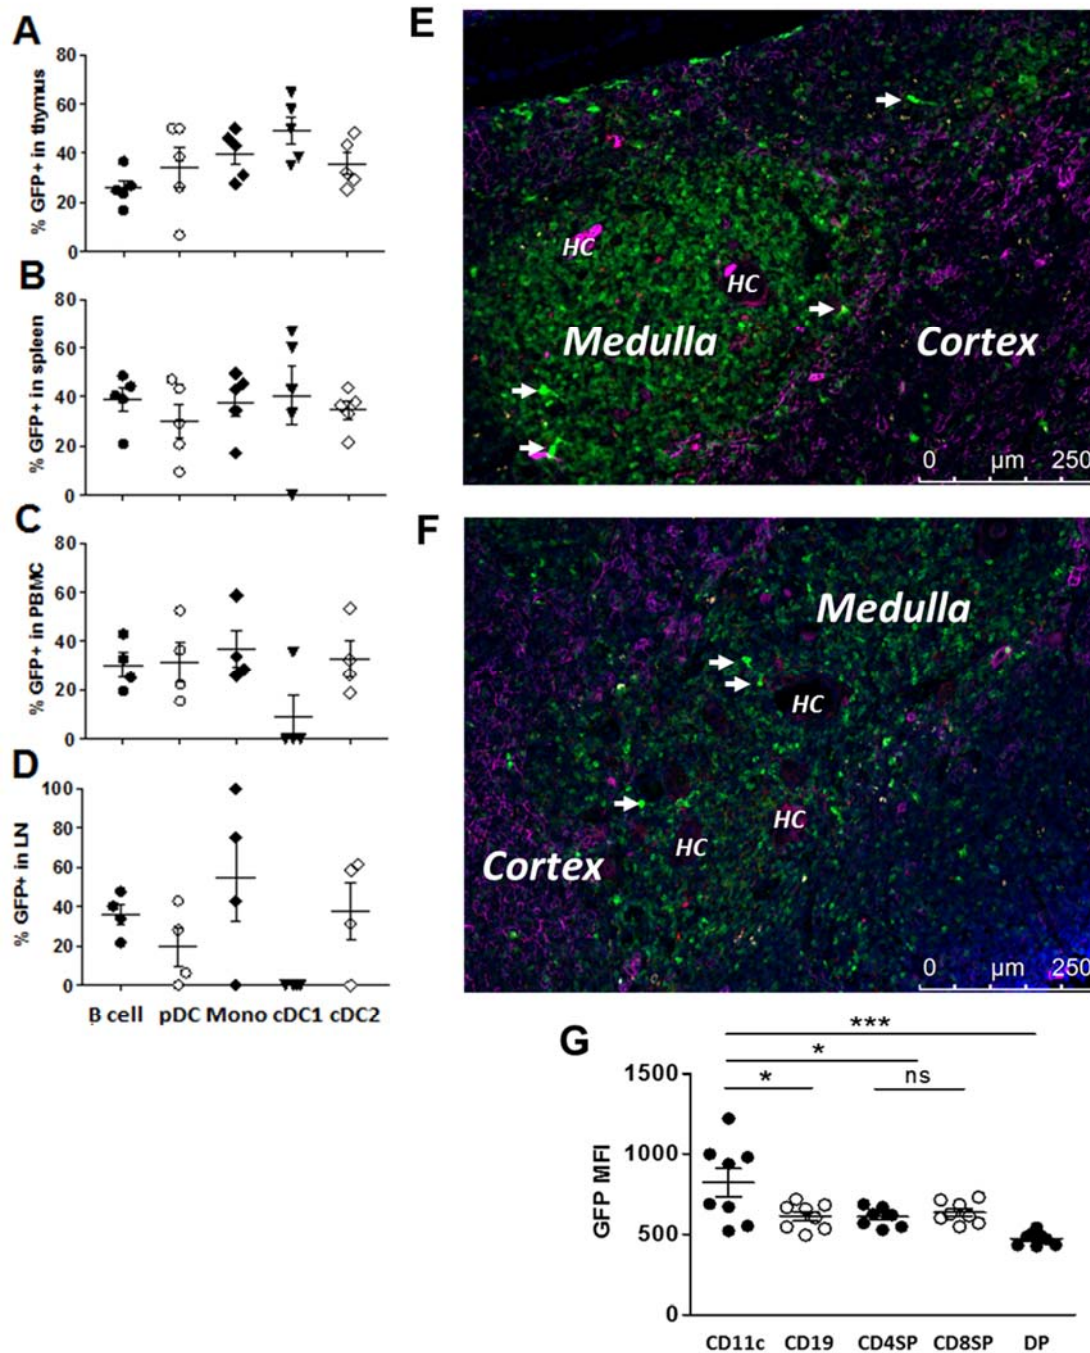 A
% GFP+ in thymus
80
60
40
20
0
B
% GFP+ in spleen
80
60
40
20
0
C
% GFP+ in PBMC
80
60
40
20
0
D
% GFP+ in LN
100
80
60
40
20
0
B cell pDC Mono cDC1 cDC2
E
HC
HC
Medulla Cortex
0 µm 250
F
Medulla
HC
HC
HC
Cortex
0 µm 250
G
***
*
* ns
GFP MFI
1500
1000
500
0
CD11c CD19 CD4SP CD8SP DP